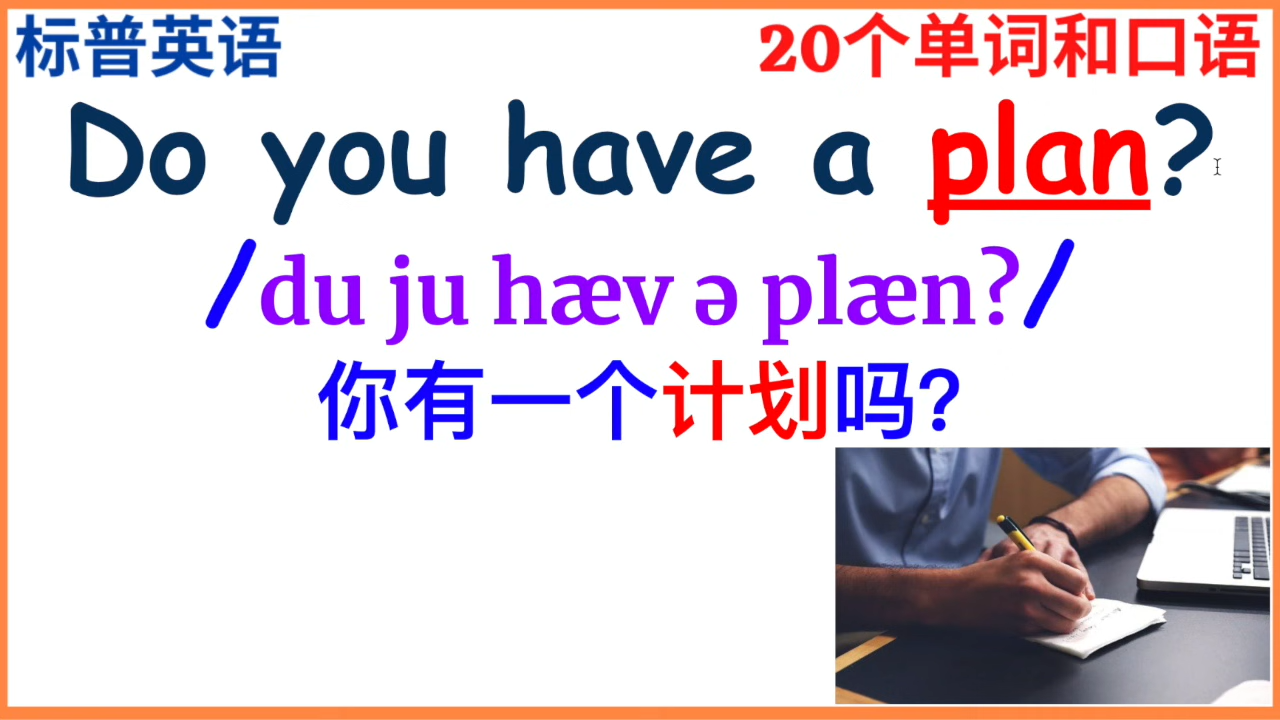 标普英语
20个单词和口语
Do you have a plan?
/du ju hæv ə plæn?/
你有一个计划吗?